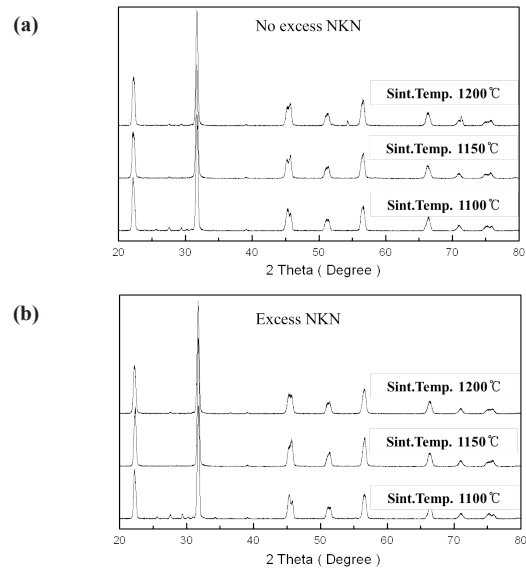 (a)
No excess NKN
Sint.Temp. 1200℃
Sint.Temp. 1150℃
Sint.Temp. 1100℃
20 30 40 50 60 70 80
2 Theta ( Degree )
(b)
Excess NKN
Sint.Temp. 1200℃
Sint.Temp. 1150℃
Sint.Temp. 1100℃
20 30 40 50 60 70 80
2 Theta ( Degree )